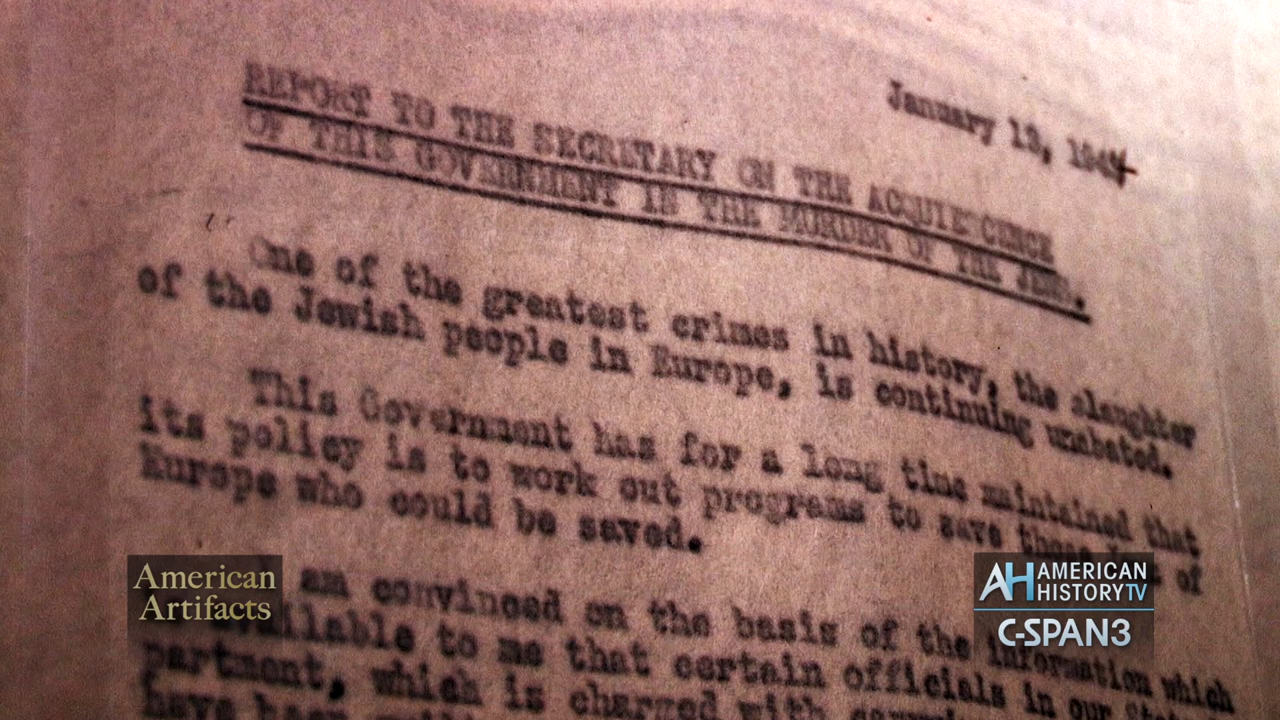 January 13, 1944
REPORT TO THE SECRETARY ON THE ACQUIESCENCE
OF THIS GOVERNMENT IN THE MURDER OF THE JEWS.
One of the greatest crimes in history, the slaughter
of the Jewish people in Europe, is continuing unabated.
This Government has for a long time maintained that
its policy is to work out programs to save those of
Europe who could be saved.
am convinced on the basis of the information which
available to me that certain officials in our State
partment, which is charged with
have been
American
Artifacts
AH AMERICAN
HISTORY TV
C-SPAN3